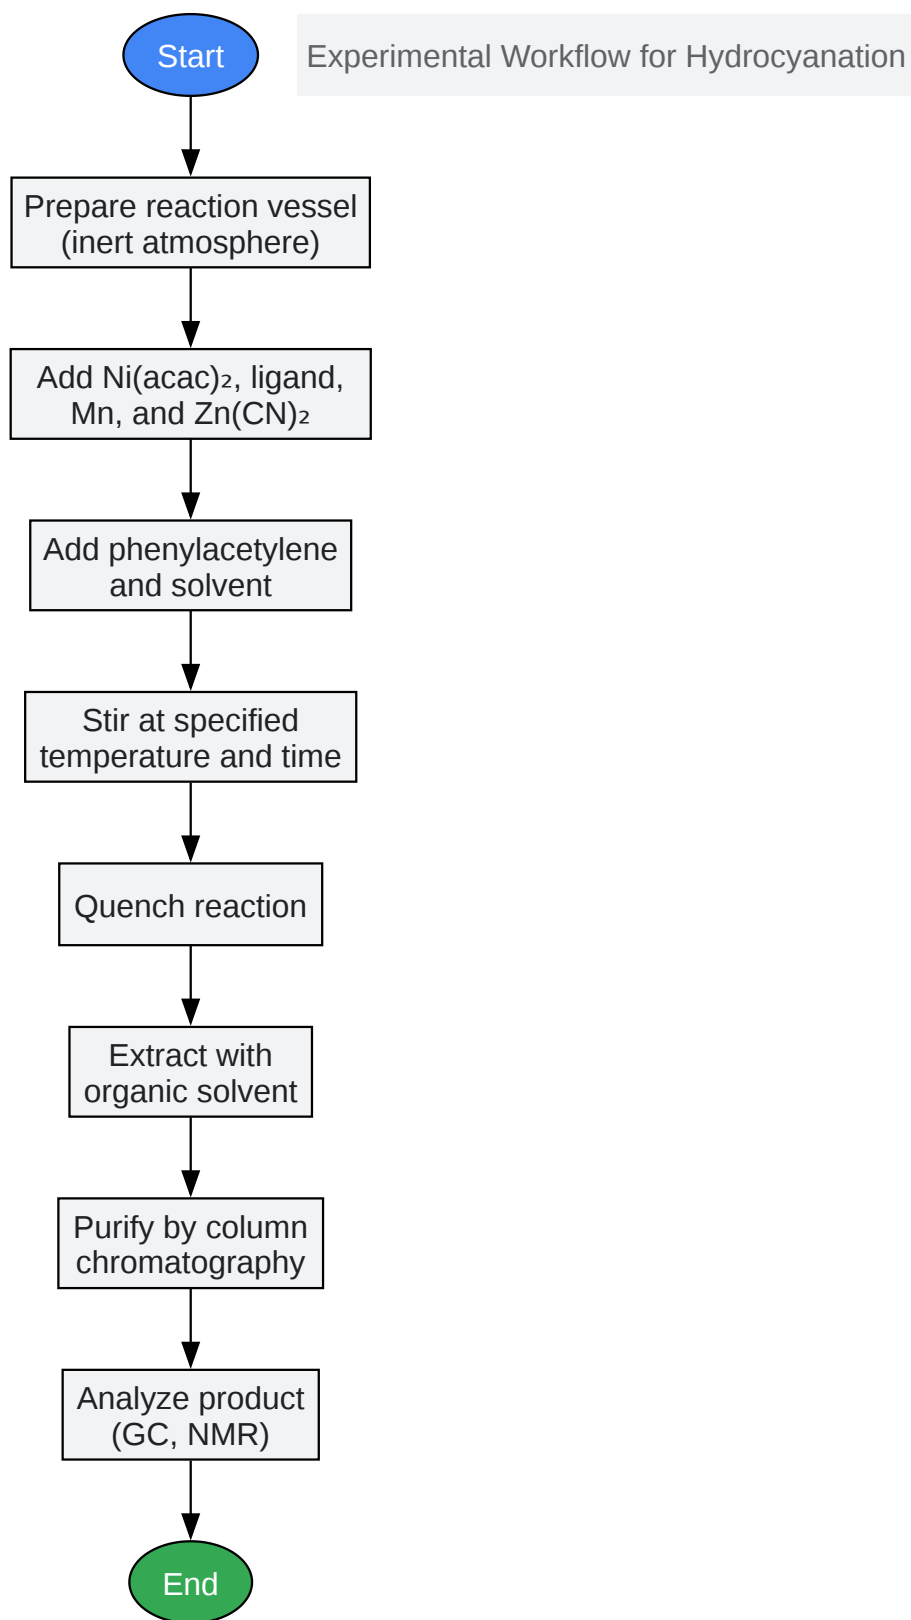 Start
Experimental Workflow for Hydrocyanation
Prepare reaction vessel
(inert atmosphere)
Add Ni(acac)₂, ligand,
Mn, and Zn(CN)₂
Add phenylacetylene
and solvent
Stir at specified
temperature and time
Quench reaction
Extract with
organic solvent
Purify by column
chromatography
Analyze product
(GC, NMR)
End